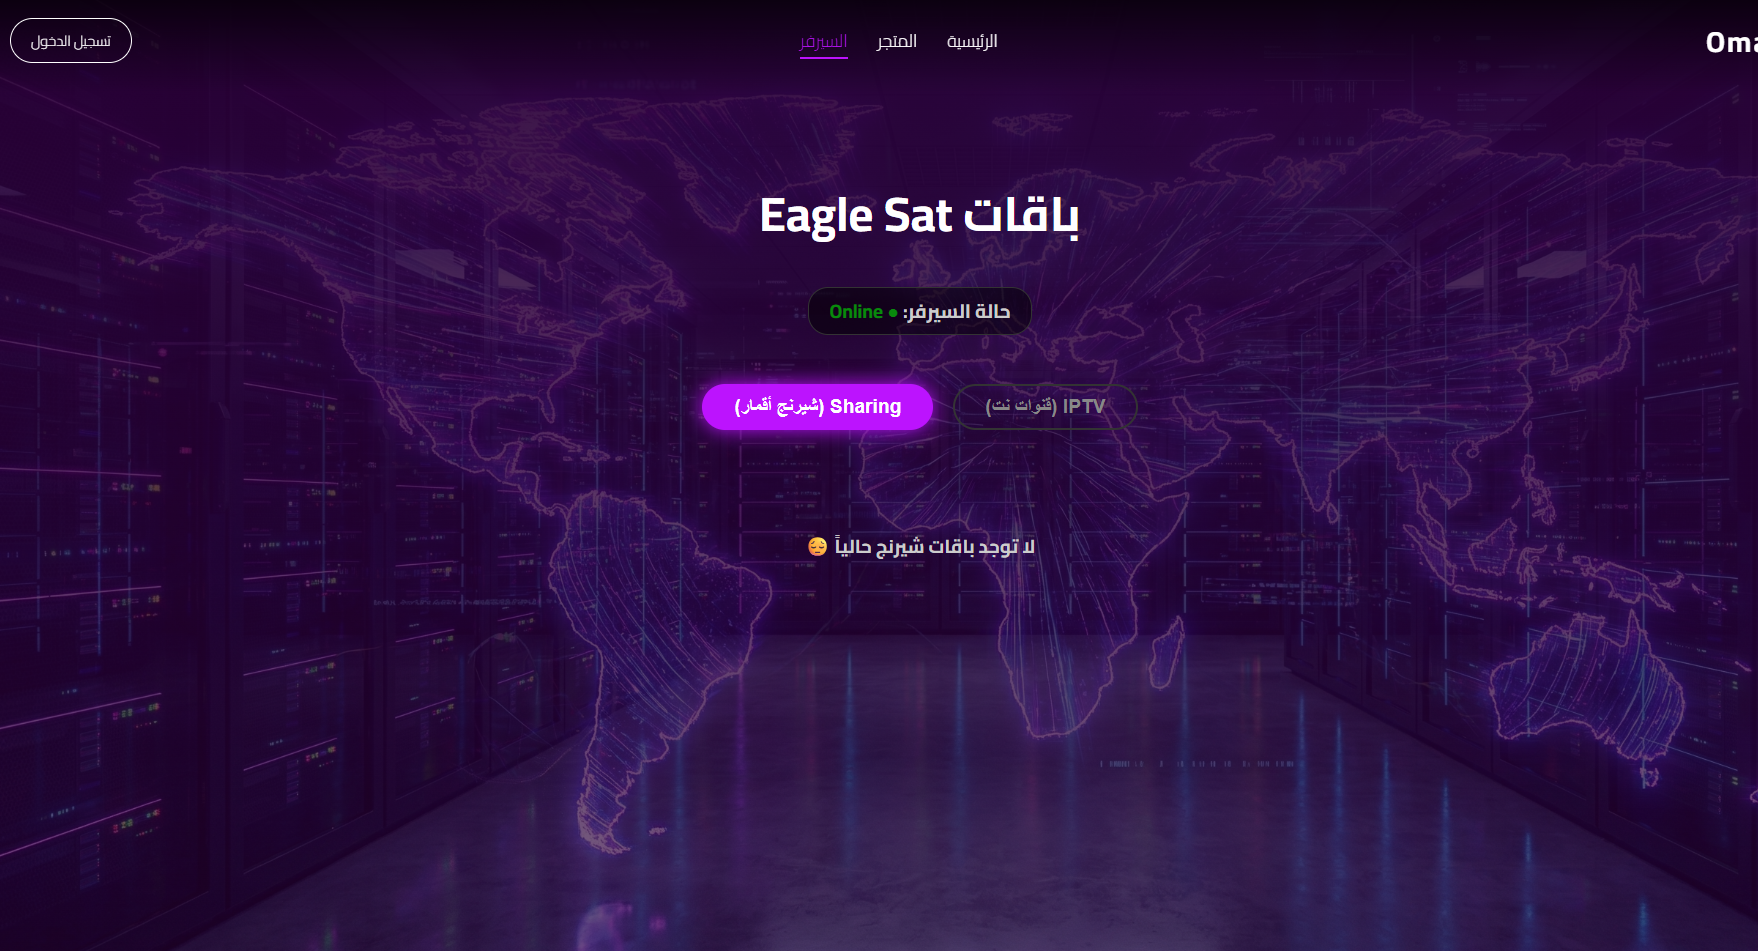 Oma
الرئيسية
المتجر
السيرفر
تسجيل الدخول
باقات Eagle Sat
حالة السيرفر: ● Online
IPTV (قنوات نت)
Sharing (شيرنج أقمار)
لا توجد باقات شيرنج حالياً 😔